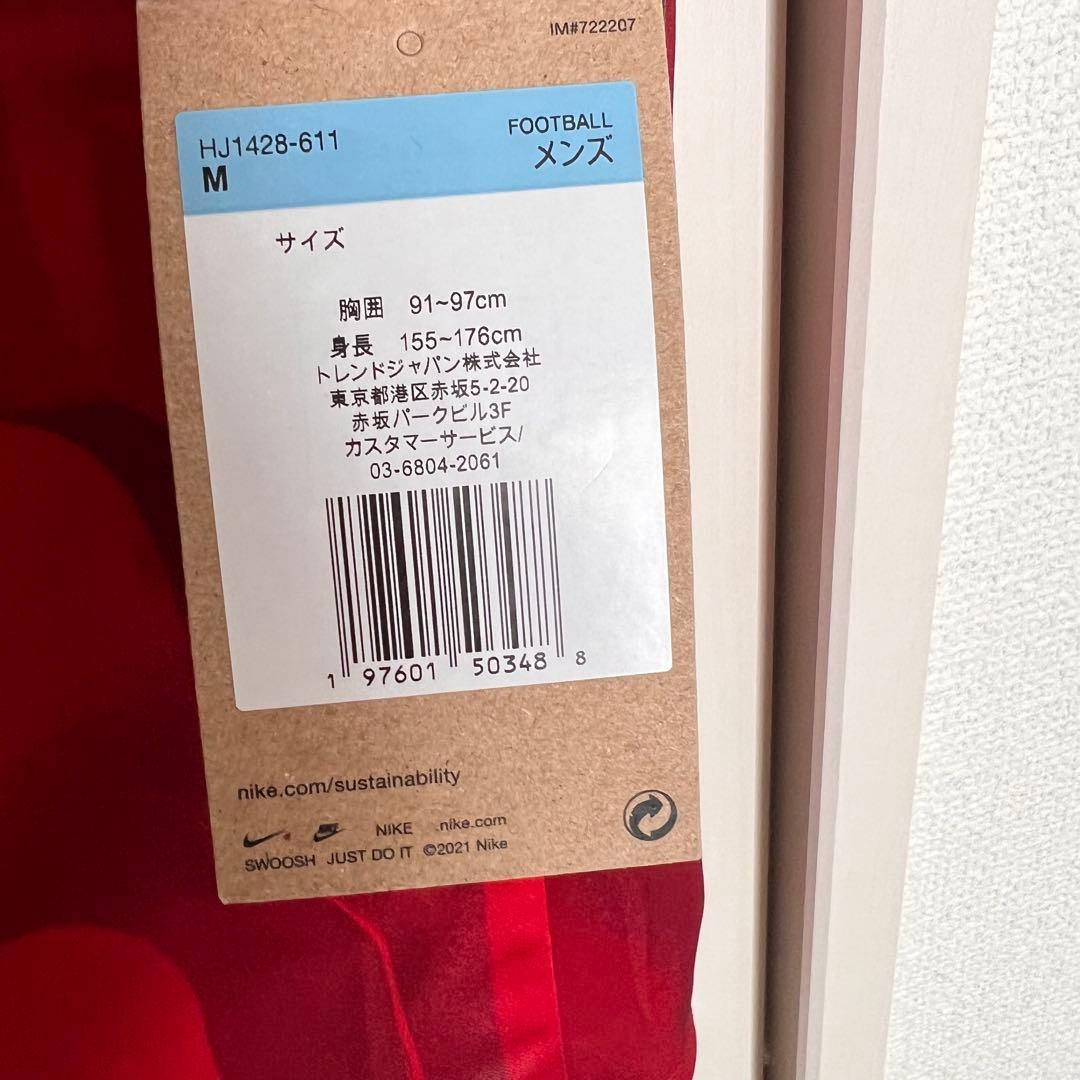 IM#722207
HJ1428-611
M
FOOTBALL
メンズ
サイズ
胸囲 91~97cm
身長 155~176cm
トレンドジャパン株式会社
東京都港区赤坂5-2-20
赤坂パークビル3F
カスタマーサービス/
03-6804-2061
1 97601 50348 8
nike.com/sustainability
NIKE .nike.com
SWOOSH JUST DO IT ©2021 Nike